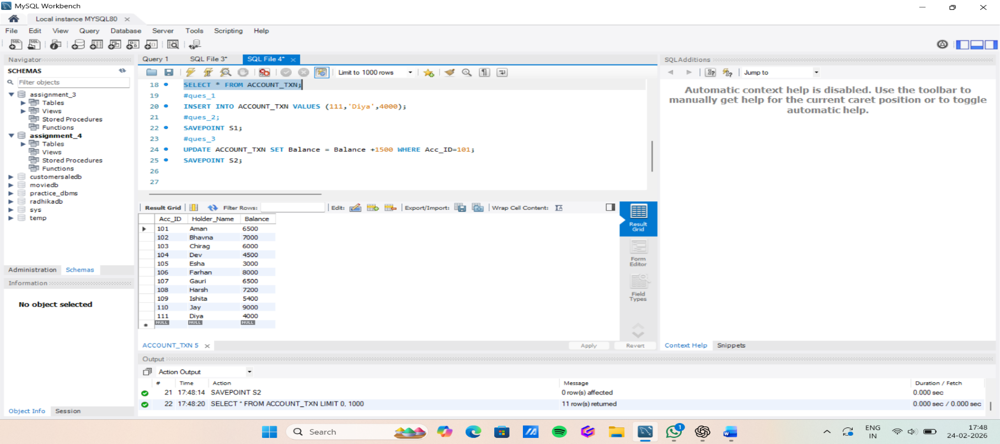 MySQL Workbench
Local instance MYSQL80
File Edit View Query Database Server Tools Scripting Help
Navigator
SCHEMAS
Filter objects
assignment_3
Tables
Views
Stored Procedures
Functions
assignment_4
Tables
Views
Stored Procedures
Functions
customersaledb
moviedb
practice_dbms
radhikadb
sys
temp
Administration Schemas
Information
No object selected
Object Info Session
Query 1 SQL File 3* SQL File 4*
Limit to 1000 rows
18 SELECT * FROM ACCOUNT_TXN;
19 #ques_1
20 INSERT INTO ACCOUNT_TXN VALUES (111,'Diya',4000);
21 #ques_2;
22 SAVEPOINT S1;
23 #ques_3
24 UPDATE ACCOUNT_TXN SET Balance = Balance +1500 WHERE Acc_ID=101;
25 SAVEPOINT S2;
26
27
Result Grid Filter Rows: Edit: Export/Import: Wrap Cell Content:
Acc_ID Holder_Name Balance
101 Aman 6500
102 Bhavna 7000
103 Chirag 6000
104 Dev 4500
105 Esha 3000
106 Farhan 8000
107 Gauri 6500
108 Harsh 7200
109 Ishita 5400
110 Jay 9000
111 Diya 4000
NULL NULL NULL
Result
Grid
Form
Editor
Field
Types
ACCOUNT_TXN 5 Apply Revert
SQLAdditions
Jump to
Automatic context help is disabled. Use the toolbar to
manually get help for the current caret position or to toggle
automatic help.
Context Help Snippets
Output
Action Output
# Time Action Message Duration / Fetch
21 17:48:14 SAVEPOINT S2 0 row(s) affected 0.000 sec
22 17:48:20 SELECT * FROM ACCOUNT_TXN LIMIT 0, 1000 11 row(s) returned 0.000 sec / 0.000 sec
Search
1
ENG
IN
17:48
24-02-2026